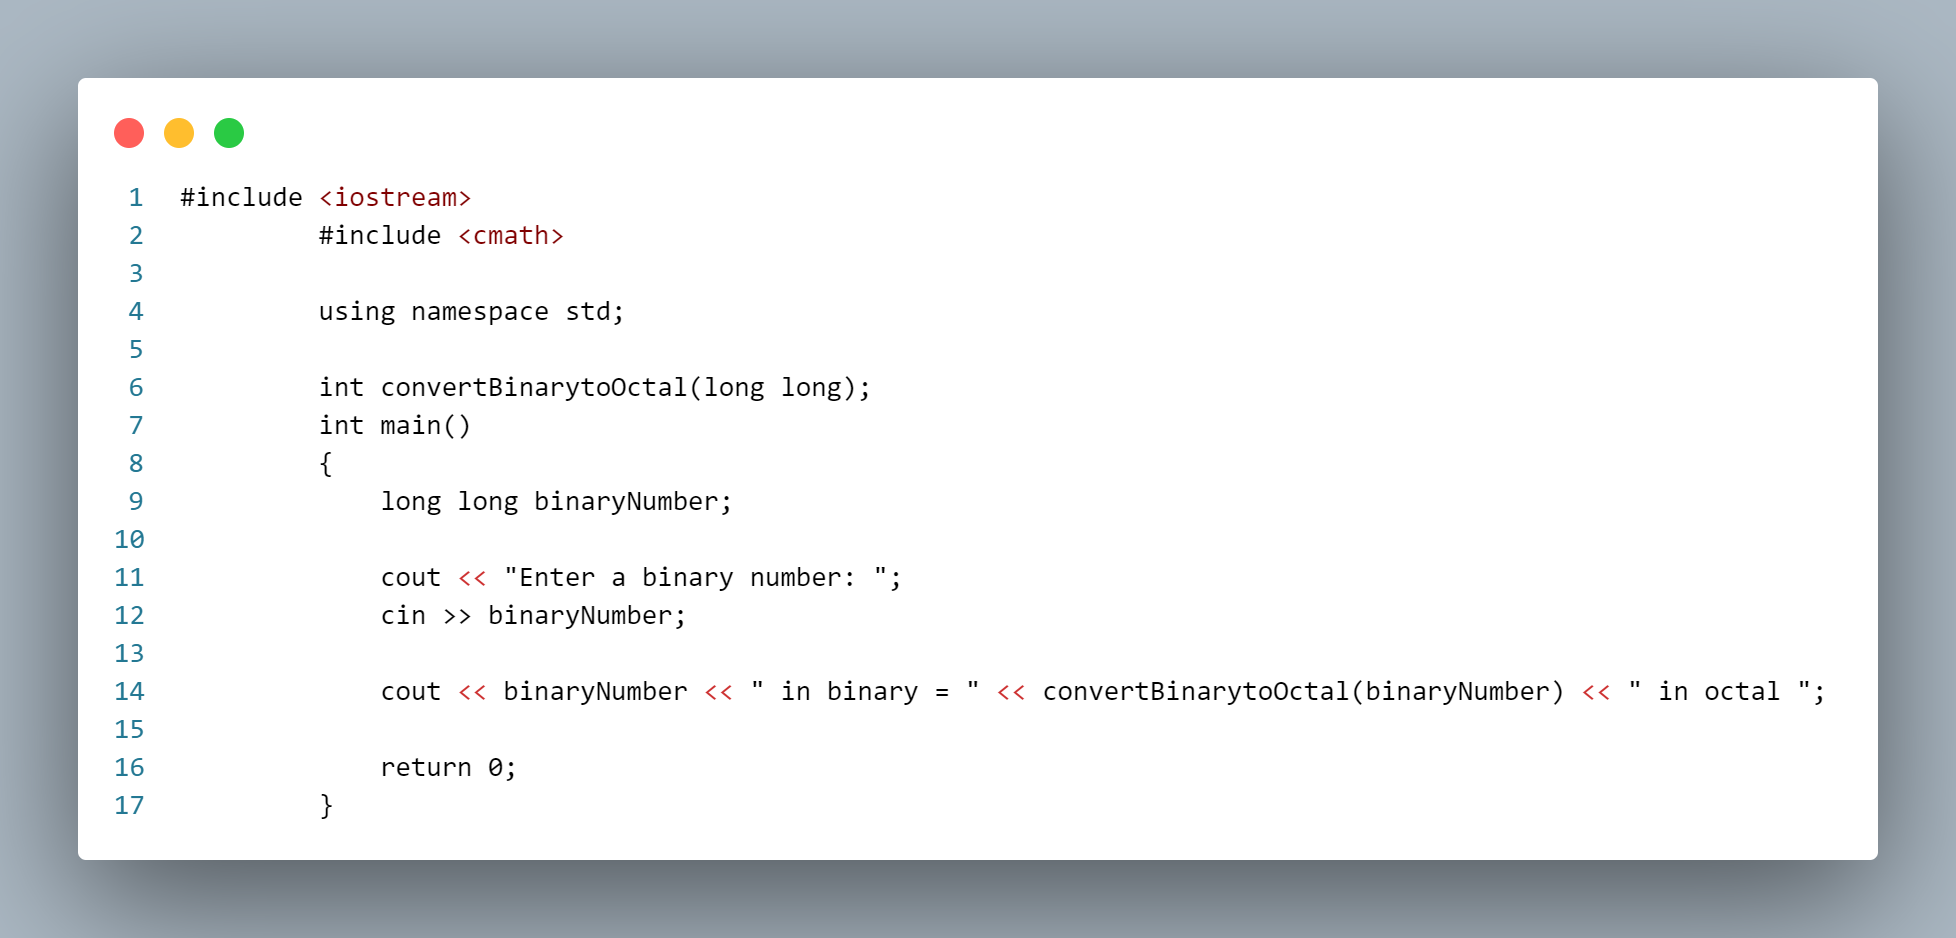 1 #include <iostream>
2 #include <cmath>
3
4 using namespace std;
5
6 int convertBinarytoOctal(long long);
7 int main()
8 {
9 long long binaryNumber;
10
11 cout << "Enter a binary number: ";
12 cin >> binaryNumber;
13
14 cout << binaryNumber << " in binary = " << convertBinarytoOctal(binaryNumber) << " in octal ";
15
16 return 0;
17 }